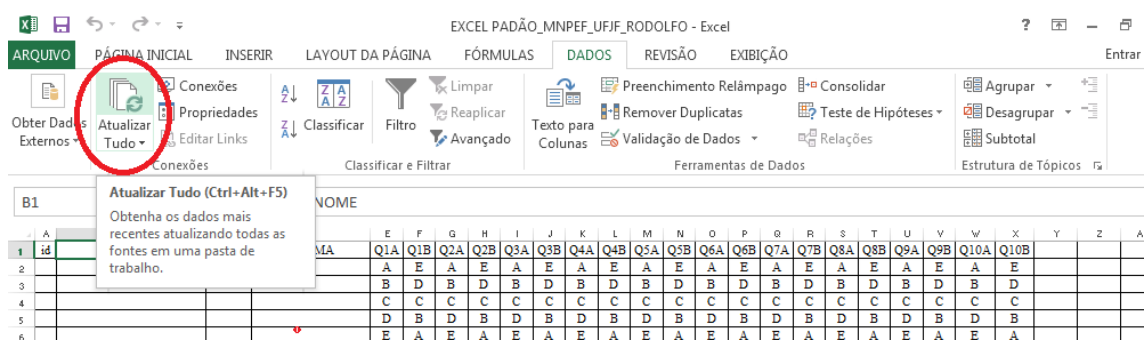 EXCEL PADÃO_MNPEF_UFJF_RODOLFO - Excel
ARQUIVO PÁGINA INICIAL INSERIR LAYOUT DA PÁGINA FÓRMULAS DADOS REVISÃO EXIBIÇÃO Entrar
Obter Dados Externos
Atualizar Tudo
Conexões
Propriedades
Editar Links
Conexões
Classificar
Filtro
Limpar
Reaplicar
Avançado
Classificar e Filtrar
Texto para Colunas
Preenchimento Relâmpago
Remover Duplicatas
Validação de Dados
Consolidar
Teste de Hipóteses
Relações
Ferramentas de Dados
Agrupar
Desagrupar
Subtotal
Estrutura de Tópicos
B1 NOME
Atualizar Tudo (Ctrl+Alt+F5)
Obtenha os dados mais
recentes atualizando todas as
fontes em uma pasta de
trabalho.
A E F G H I J K L M N O P Q R S T U V W X Y Z A
1 id MA Q1A Q1B Q2A Q2B Q3A Q3B Q4A Q4B Q5A Q5B Q6A Q6B Q7A Q7B Q8A Q8B Q9A Q9B Q10A Q10B
2 A E A E A E A E A E A E A E A E A E A E
3 B D B D B D B D B D B D B D B D B D B D
4 C C C C C C C C C C C C C C C C C C C C
5 D B D B D B D B D B D B D B D B D B D B
6 E A E A E A E A E A E A E A E A E A E A